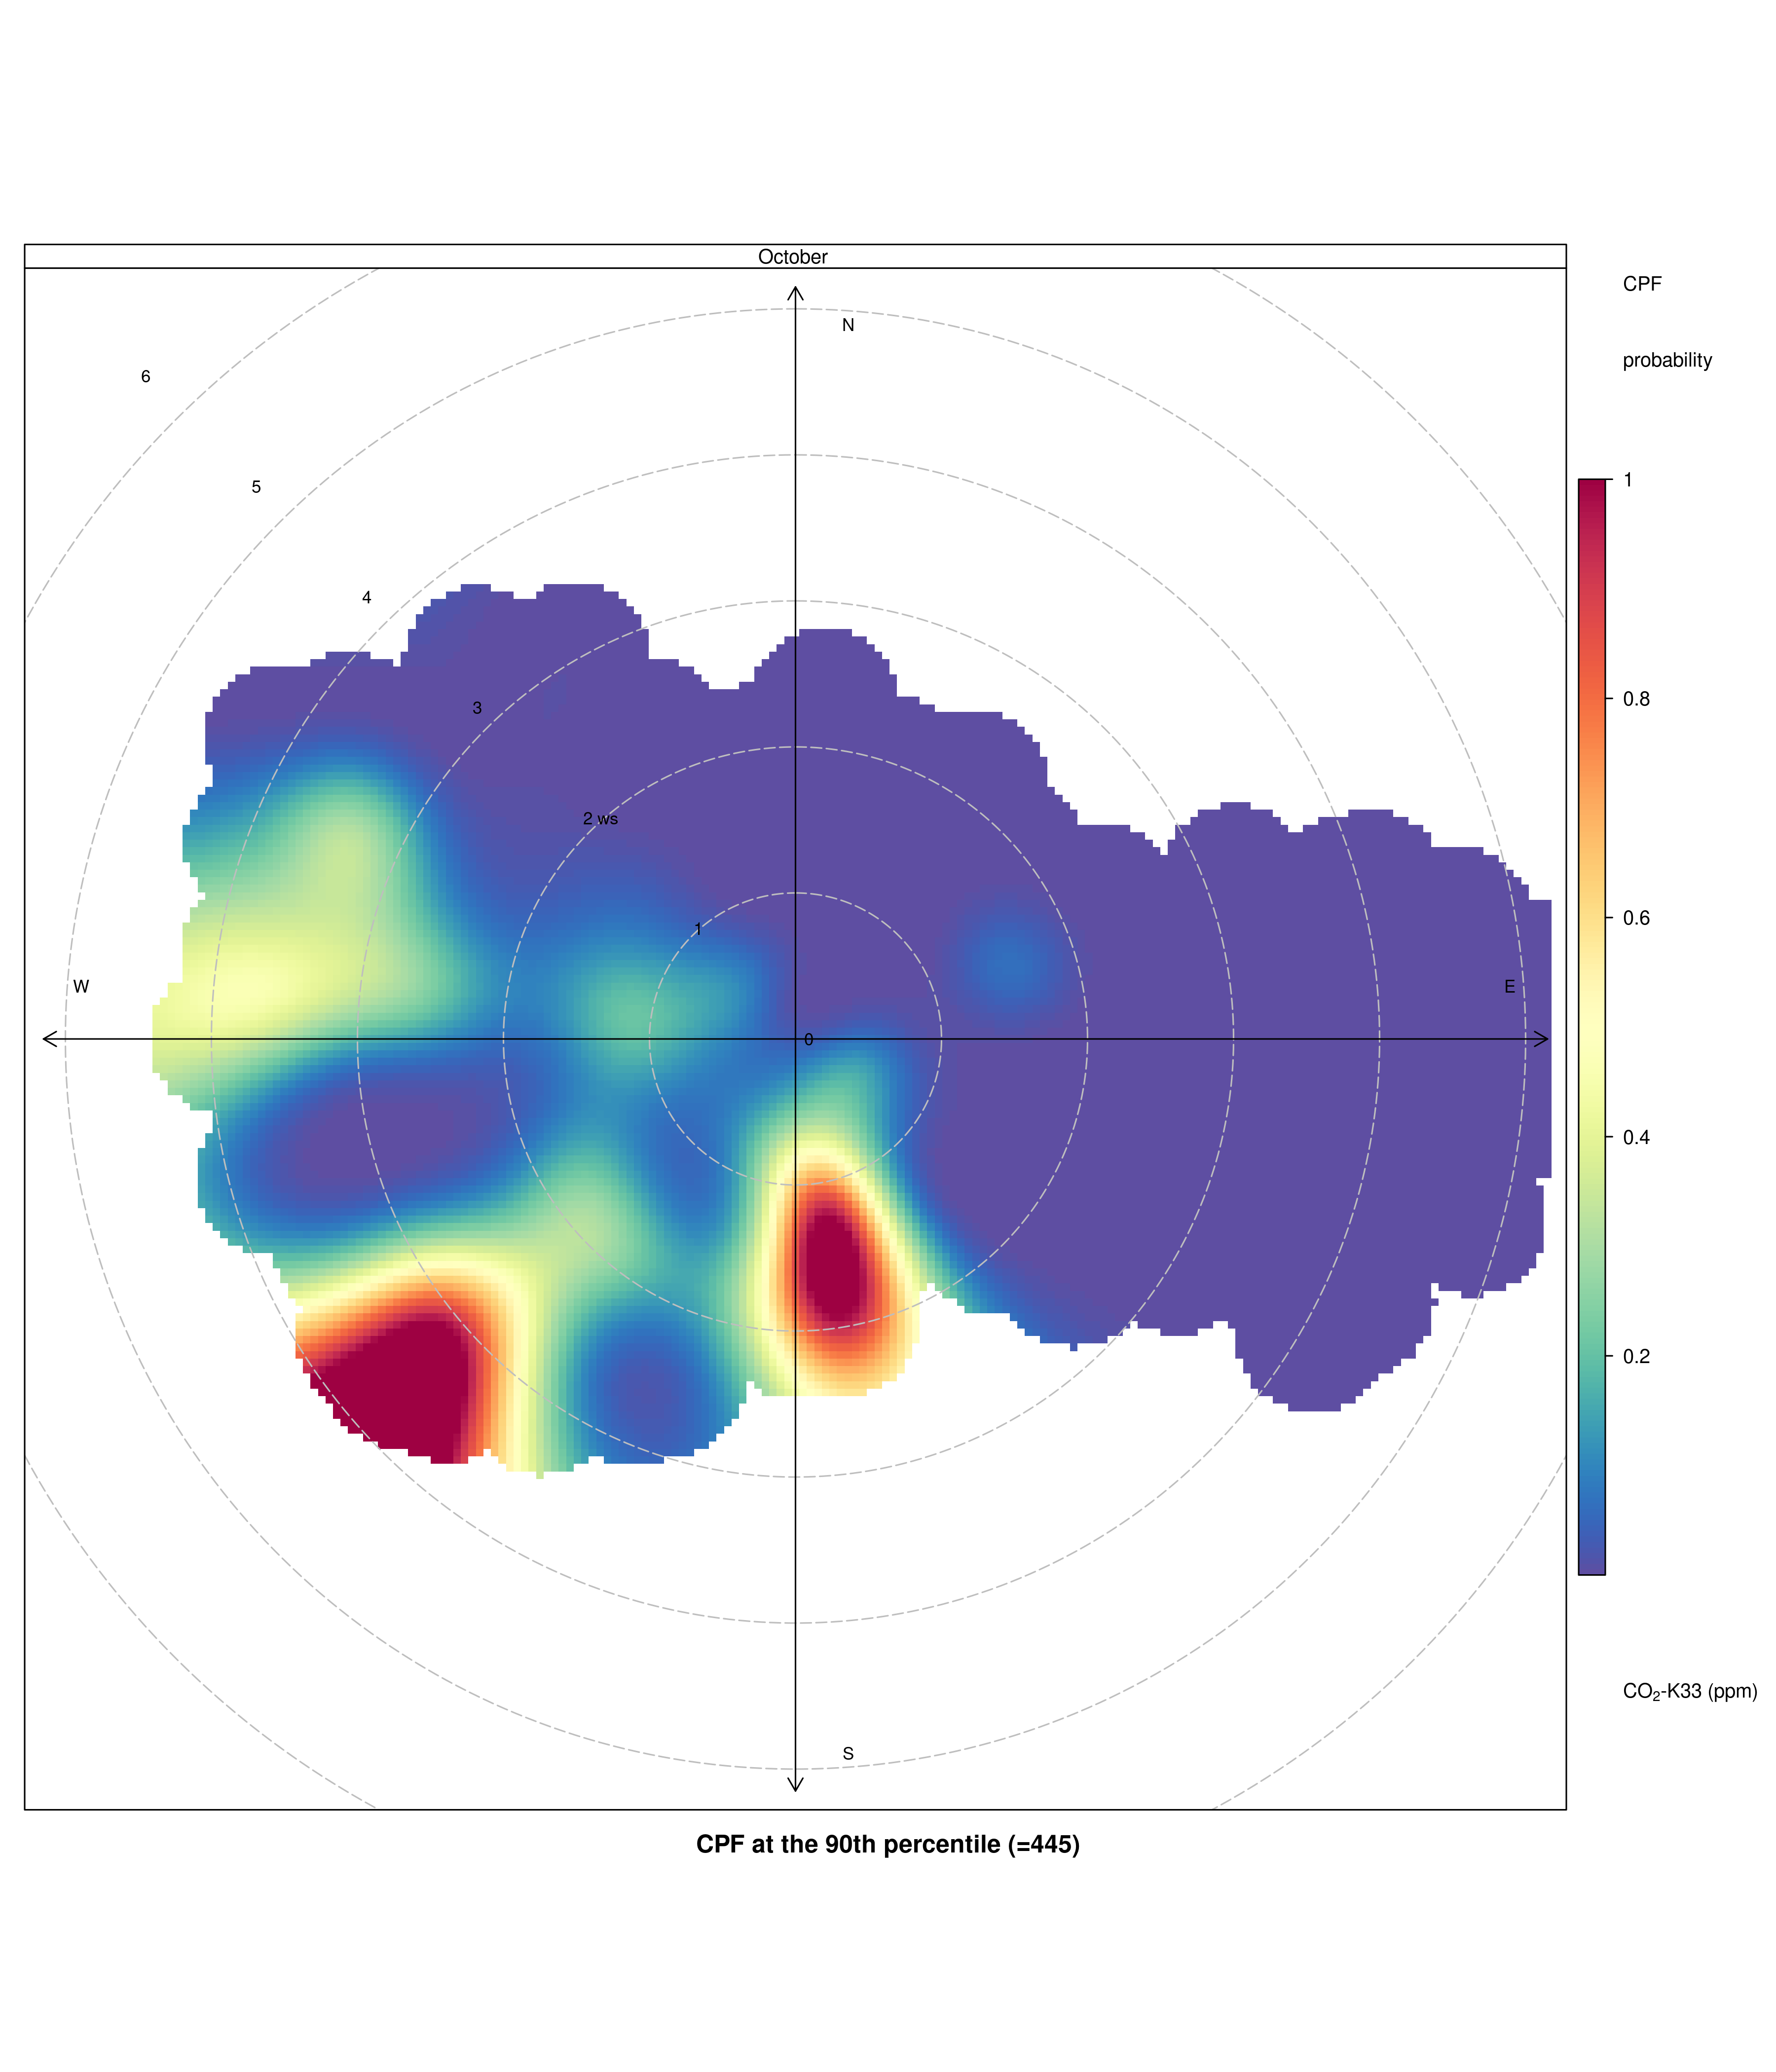 October
CPF
N
probability
6
1
5
4
0.8
3
2 ws
0.6
1
W
E
0
0.4
0.2
CO₂-K33 (ppm)
S
CPF at the 90th percentile (=445)